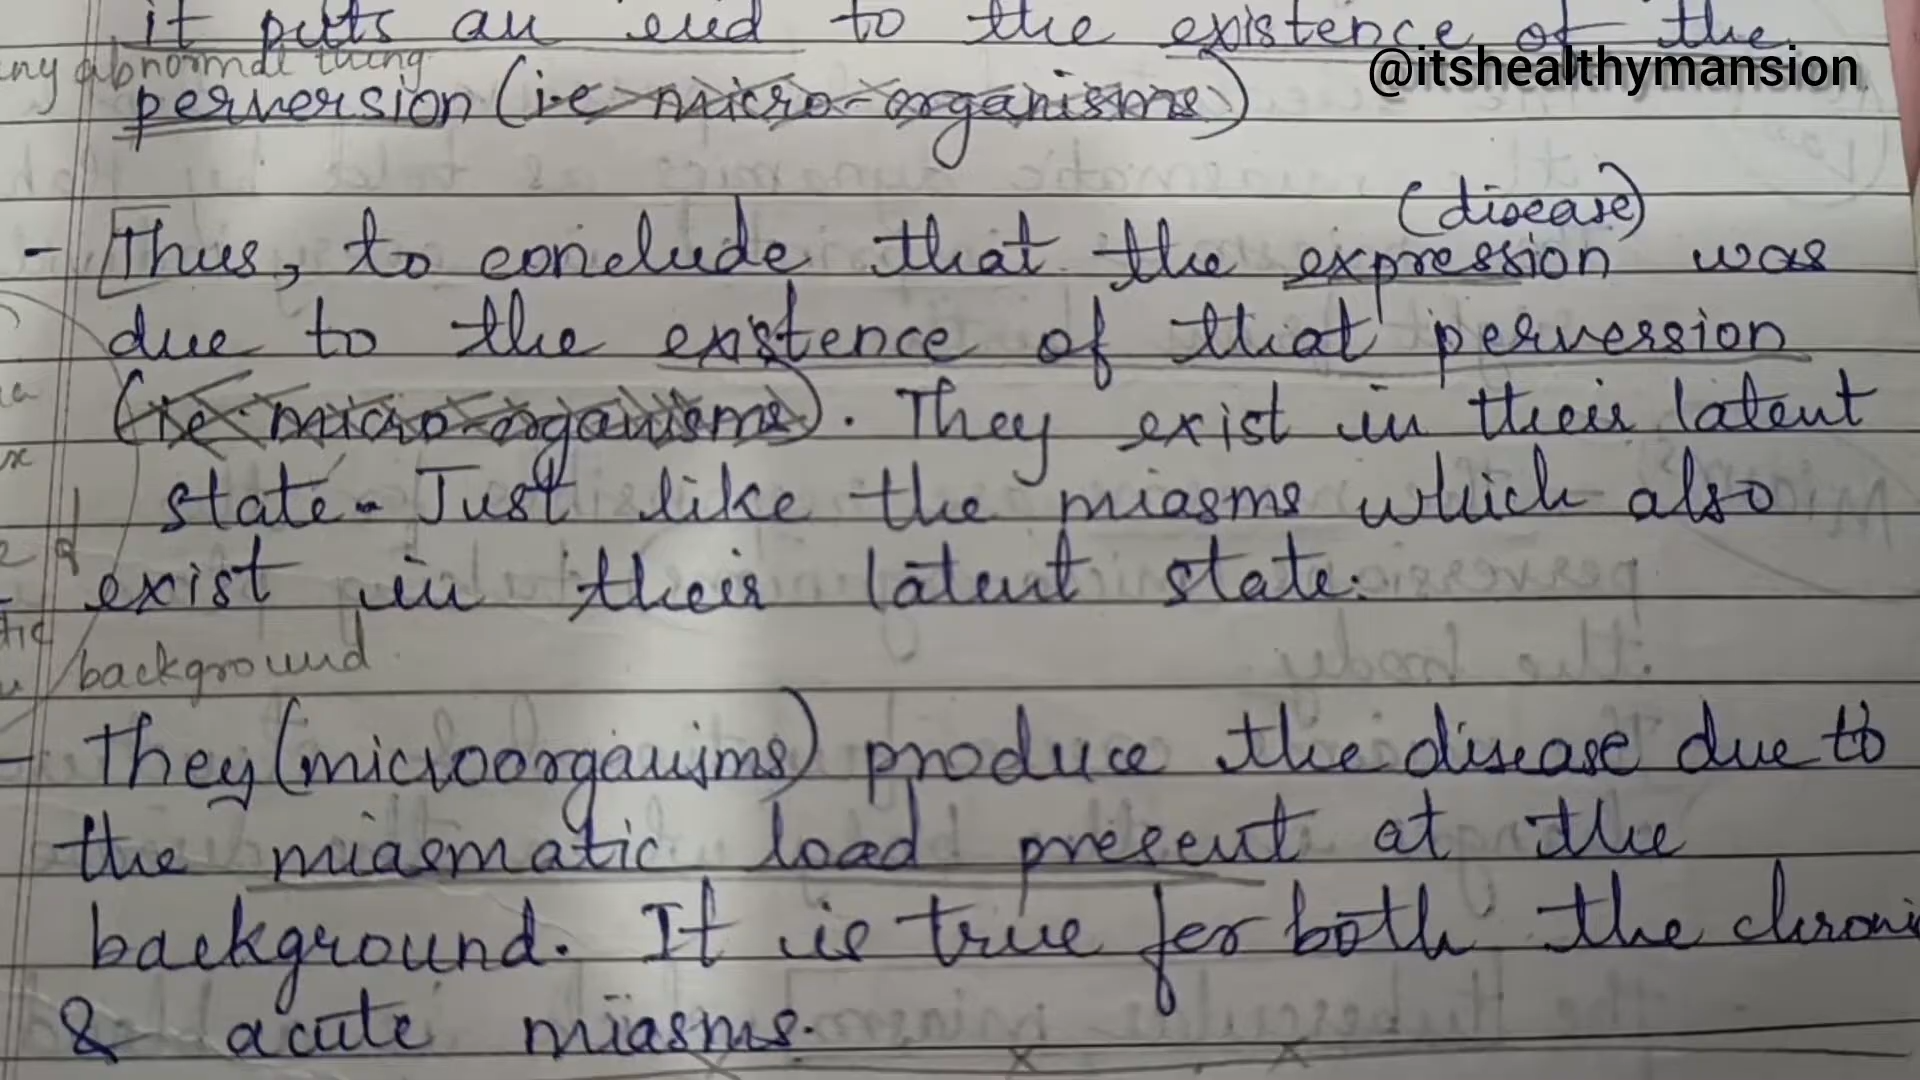 it puts an end to the existence of the
@itshealthymansion
any abnormal thing
perversion (i.e micro-organisms)
(disease)
- Thus, to conclude that the expression was
due to the existence of that perversion
(i.e. micro-organisms). They exist in their latent
state. Just like the miasms which also
exist in their latent state.
background
- They (microorganisms) produce the disease due to
the miasmatic load present at the
background. It is true for both the chroni
& acute miasms.